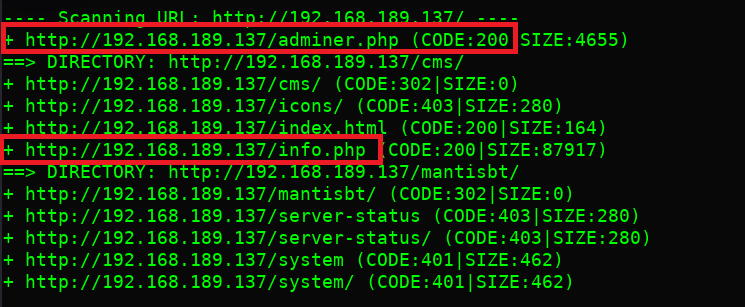 ---- Scanning URL: http://192.168.189.137/ ----
+ http://192.168.189.137/adminer.php (CODE:200 SIZE:4655)
==> DIRECTORY: http://192.168.189.137/cms/
+ http://192.168.189.137/cms/ (CODE:302|SIZE:0)
+ http://192.168.189.137/icons/ (CODE:403|SIZE:280)
+ http://192.168.189.137/index.html (CODE:200|SIZE:164)
+ http://192.168.189.137/info.php (CODE:200|SIZE:87917)
==> DIRECTORY: http://192.168.189.137/mantisbt/
+ http://192.168.189.137/mantisbt/ (CODE:302|SIZE:0)
+ http://192.168.189.137/server-status (CODE:403|SIZE:280)
+ http://192.168.189.137/server-status/ (CODE:403|SIZE:280)
+ http://192.168.189.137/system (CODE:401|SIZE:462)
+ http://192.168.189.137/system/ (CODE:401|SIZE:462)